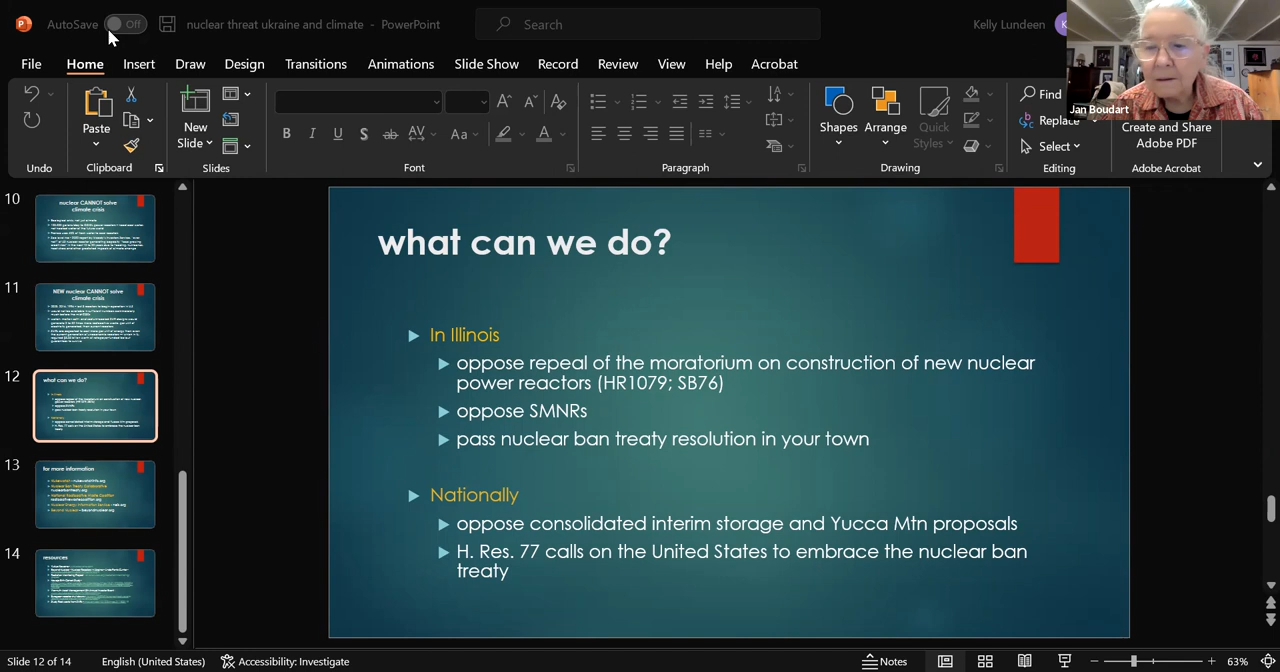 AutoSave Off nuclear threat ukraine and climate - PowerPoint Search Kelly Lundeen
File Home Insert Draw Design Transitions Animations Slide Show Record Review View Help Acrobat
Jan Boudart
Paste
New
Slide
Shapes Arrange Quick
Styles
Find
Replace
Select
Create and Share
Adobe PDF
Undo Clipboard Slides Font Paragraph Drawing Editing Adobe Acrobat
10
nuclear CANNOT solve
climate crisis
11
NEW nuclear CANNOT solve
climate crisis
12
what can we do?
13
for more information
14
resources
what can we do?
In Illinois
oppose repeal of the moratorium on construction of new nuclear
power reactors (HR1079; SB76)
oppose SMNRs
pass nuclear ban treaty resolution in your town
Nationally
oppose consolidated interim storage and Yucca Mtn proposals
H. Res. 77 calls on the United States to embrace the nuclear ban
treaty
Slide 12 of 14 English (United States) Accessibility: Investigate Notes 63%